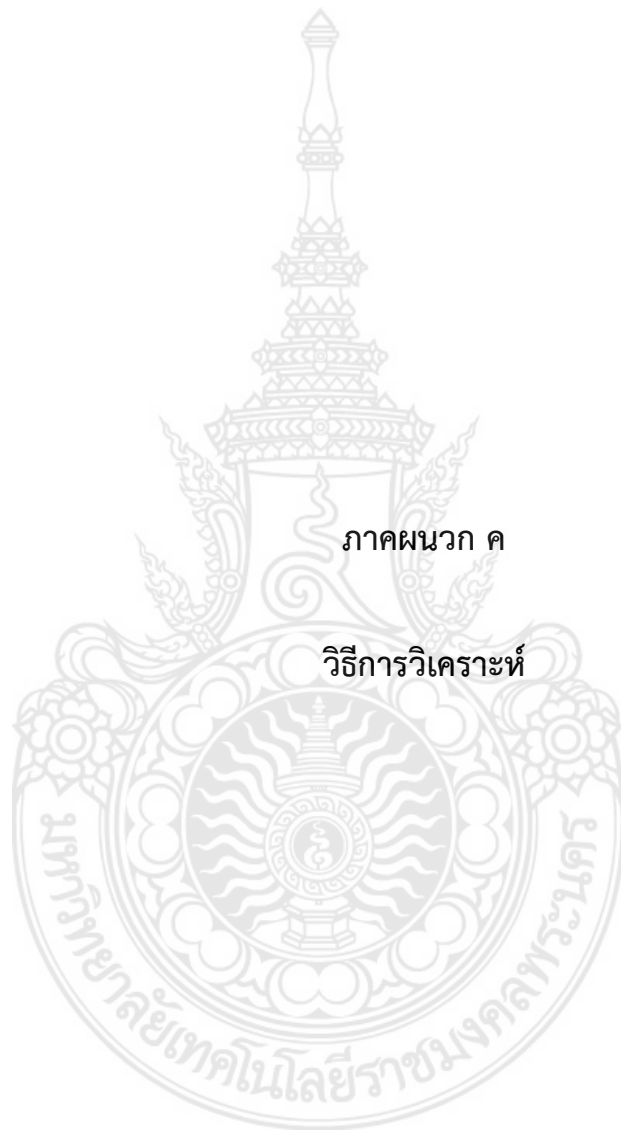 ภาคผนวก ค
วิธีการวิเคราะห์
มหาวิทยาลัยเทคโนโลยีราชมงคลพระนคร